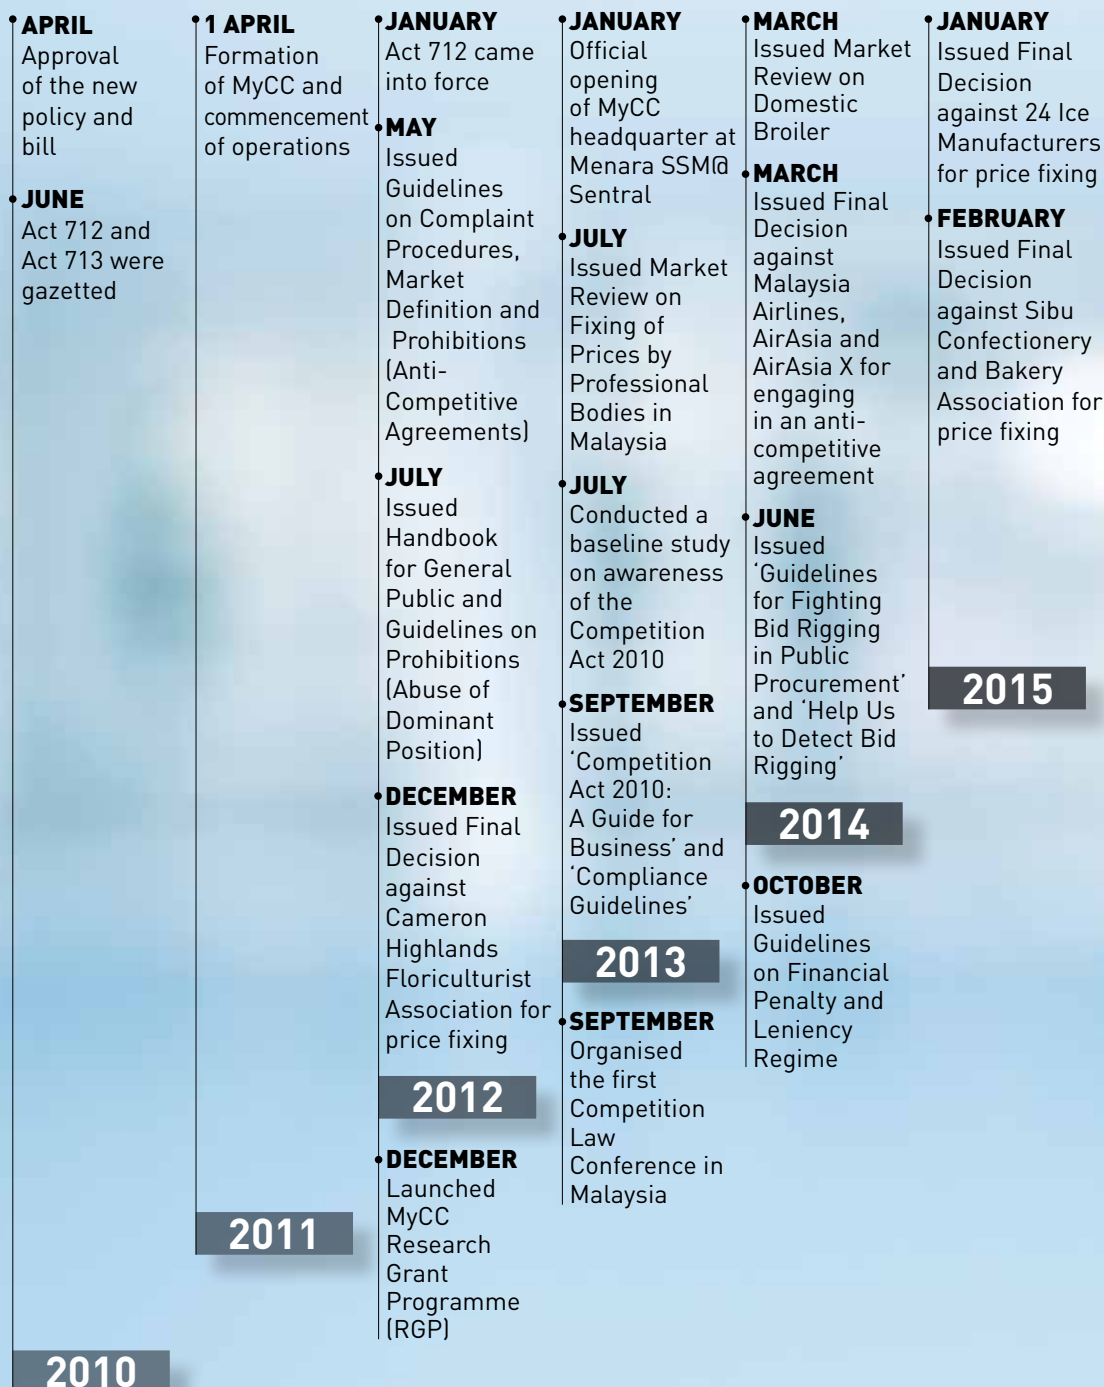 APRIL
Approval
of the new
policy and
bill
JUNE
Act 712 and
Act 713 were
gazetted
2010
1 APRIL
Formation
of MyCC and
commencement
of operations
2011
JANUARY
Act 712 came
into force
MAY
Issued
Guidelines
on Complaint
Procedures,
Market
Definition and
Prohibitions
(Anti-
Competitive
Agreements)
JULY
Issued
Handbook
for General
Public and
Guidelines on
Prohibitions
(Abuse of
Dominant
Position)
DECEMBER
Issued Final
Decision
against
Cameron
Highlands
Floriculturist
Association for
price fixing
2012
DECEMBER
Launched
MyCC
Research
Grant
Programme
(RGP)
JANUARY
Official
opening
of MyCC
headquarter at
Menara SSM@
Sentral
JULY
Issued Market
Review on
Fixing of
Prices by
Professional
Bodies in
Malaysia
JULY
Conducted a
baseline study
on awareness
of the
Competition
Act 2010
SEPTEMBER
Issued
‘Competition
Act 2010:
A Guide for
Business’ and
‘Compliance
Guidelines’
2013
SEPTEMBER
Organised
the first
Competition
Law
Conference in
Malaysia
MARCH
Issued Market
Review on
Domestic
Broiler
MARCH
Issued Final
Decision
against
Malaysia
Airlines,
AirAsia and
AirAsia X for
engaging
in an anti-
competitive
agreement
JUNE
Issued
‘Guidelines
for Fighting
Bid Rigging
in Public
Procurement’
and ‘Help Us
to Detect Bid
Rigging’
2014
OCTOBER
Issued
Guidelines
on Financial
Penalty and
Leniency
Regime
JANUARY
Issued Final
Decision
against 24 Ice
Manufacturers
for price fixing
FEBRUARY
Issued Final
Decision
against Sibu
Confectionery
and Bakery
Association for
price fixing
2015